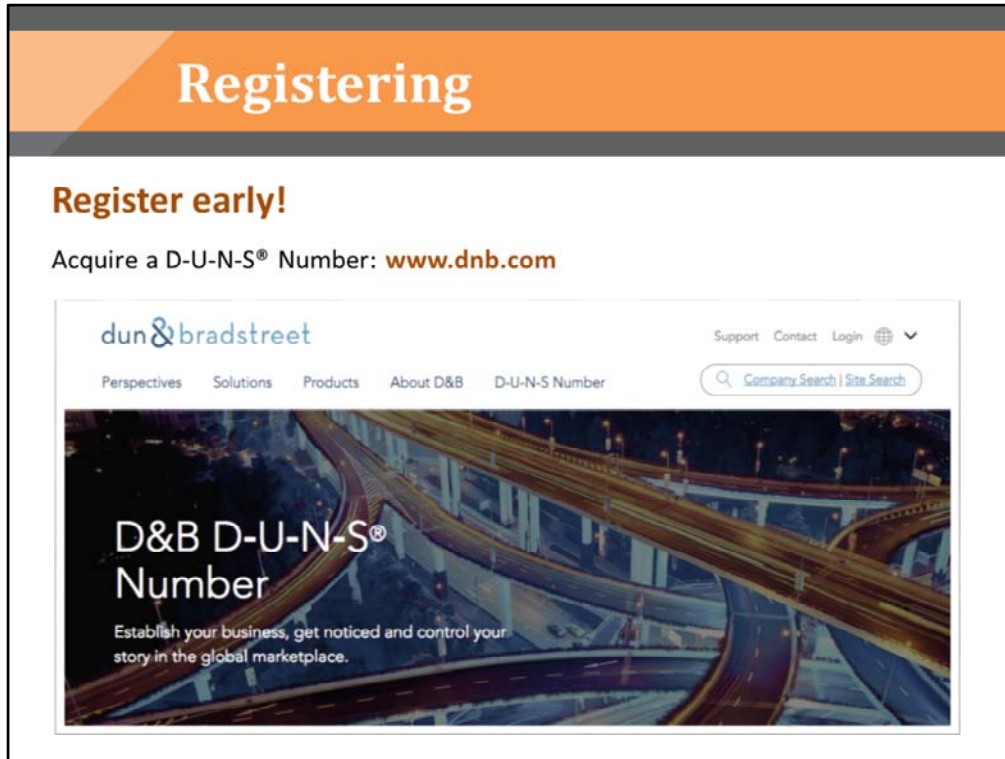 Registering
Register early!
Acquire a D-U-N-S® Number: www.dnb.com
dun&bradstreet
Support Contact Login
Perspectives Solutions Products About D&B D-U-N-S Number
Company Search | Site Search
D&B D-U-N-S®
Number
Establish your business, get noticed and control your
story in the global marketplace.